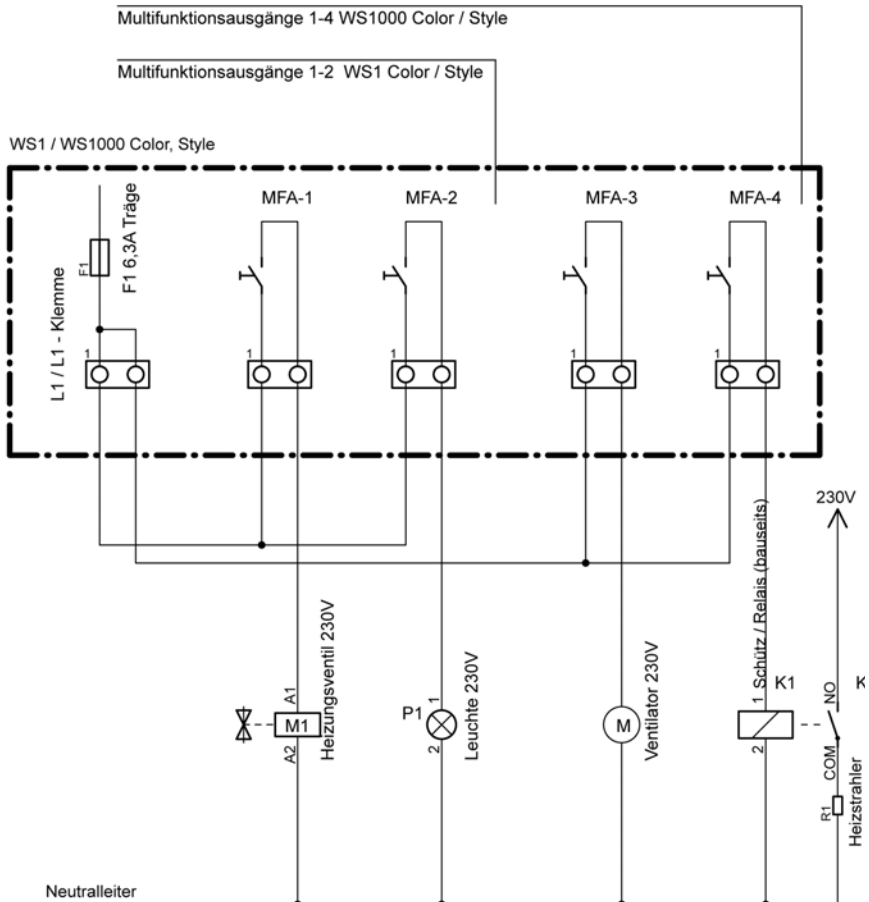 Multifunktionsausgänge 1-4 WS1000 Color / Style
Multifunktionsausgänge 1-2 WS1 Color / Style
WS1 / WS1000 Color, Style
MFA-1
MFA-2
MFA-3
MFA-4
F1
F1 6,3A Träge
L1 / L1 - Klemme
1
1
1
1
1
230V
A1
M1
A2
Heizungsventil 230V
P1
1
2
Leuchte 230V
M
Ventilator 230V
Schütz / Relais (bauseits)
1
2
K1
NO
COM
K
R1
Heizstrahler
Neutralleiter